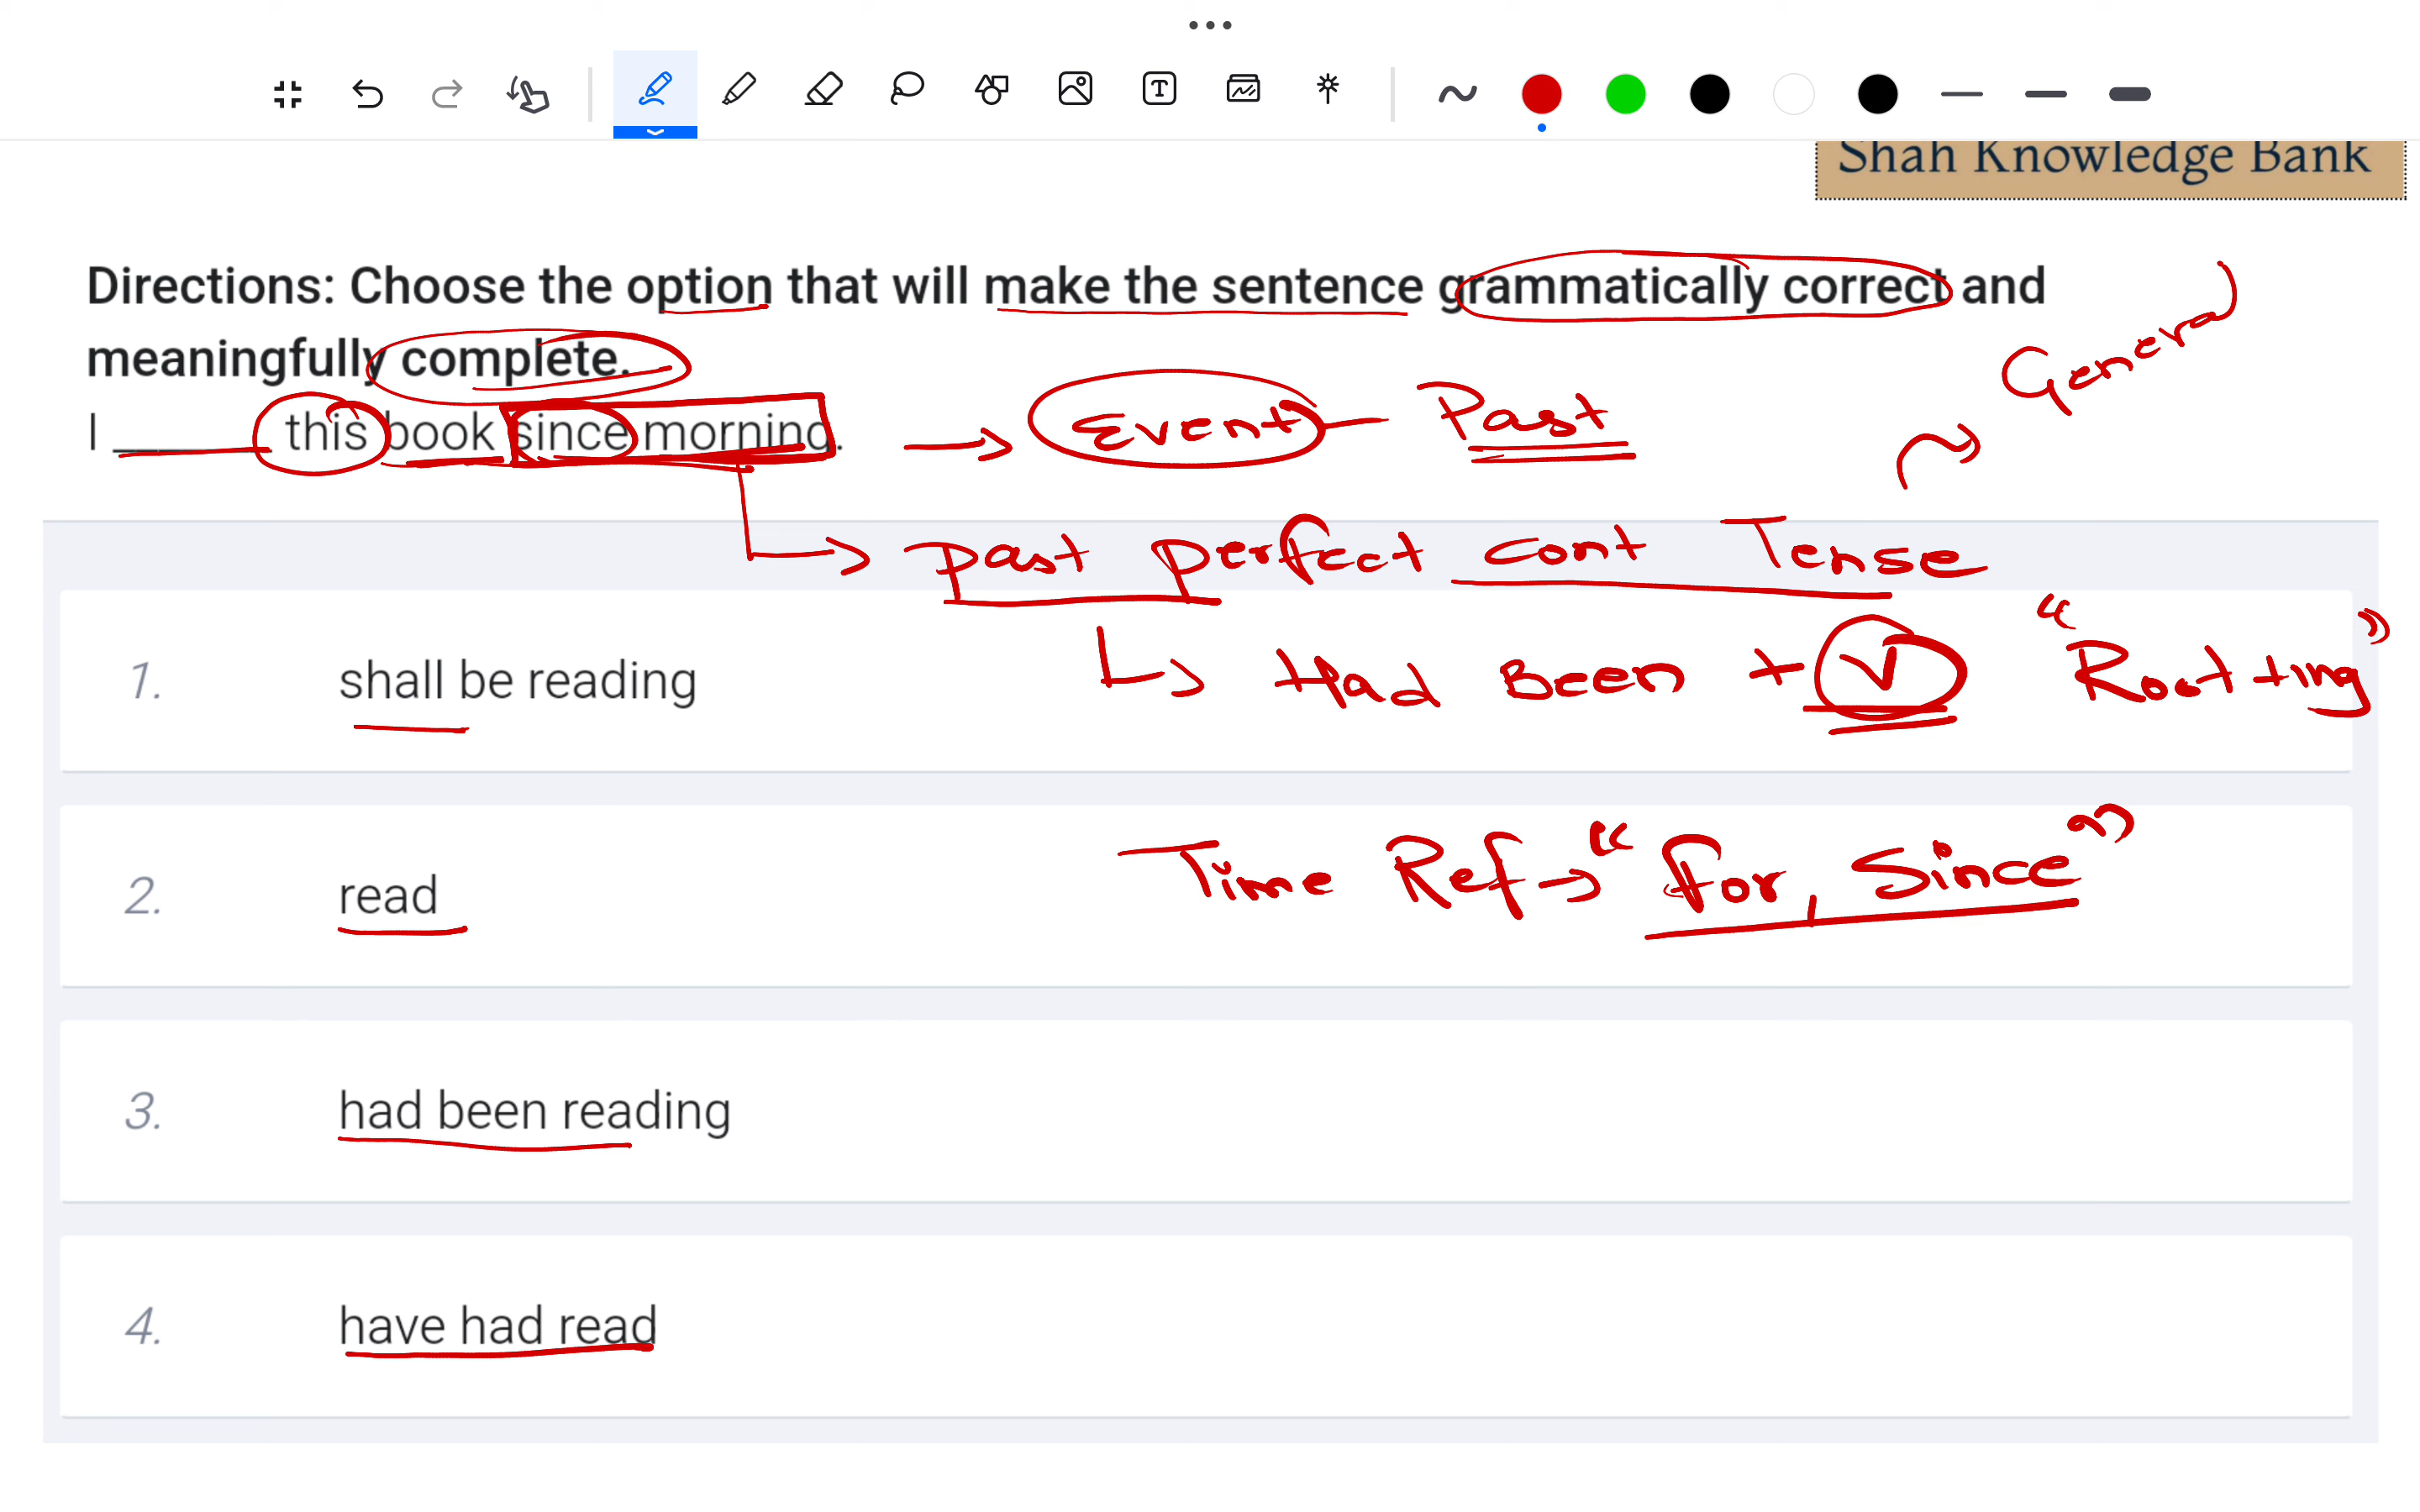 Shah Knowledge Bank
Directions: Choose the option that will make the sentence grammatically correct and
meaningfully complete.
General
I ______ this book since morning. → Event - Past
↳ past perfect cont Tense
1. shall be reading
↳ Had Been + V "Root+ing"
2. read
Time Ref → "for, Since"
3. had been reading
4. have had read